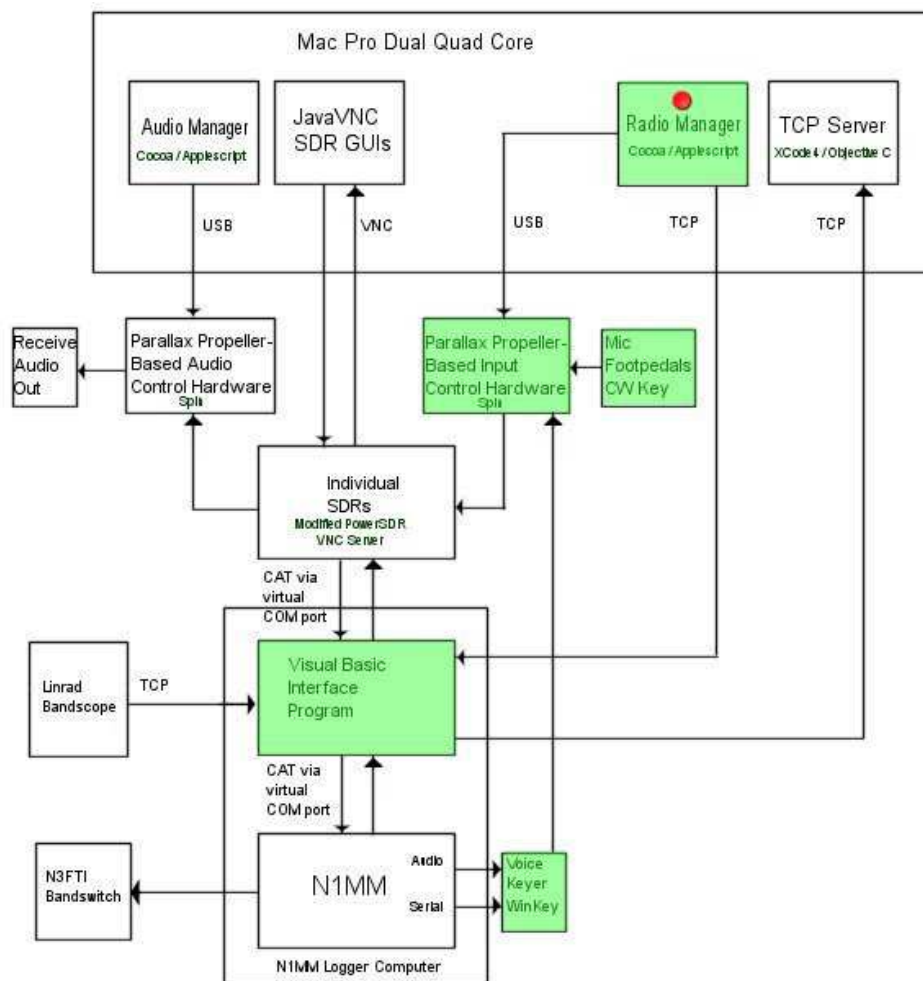 Mac Pro Dual Quad Core
Audio Manager
Cocoa / Applescript
JavaVNC
SDR GUIs
Radio Manager
Cocoa / Applescript
TCP Server
XCode4 / Objective C
USB
VNC
USB
TCP
TCP
Receive
Audio
Out
Parallax Propeller-
Based Audio
Control Hardware
Spin
Parallax Propeller-
Based Input
Control Hardware
Spin
Mic
Footpedals
CW Key
Individual
SDRs
Modified PowerSDR
VNC Server
CAT via
virtual
COM port
Linrad
Bandscope
TCP
Visual Basic
Interface
Program
CAT via
virtual
COM port
N3FTI
Bandswitch
N1MM
Audio
Serial
Voice
Keyer
WinKey
N1MM Logger Computer